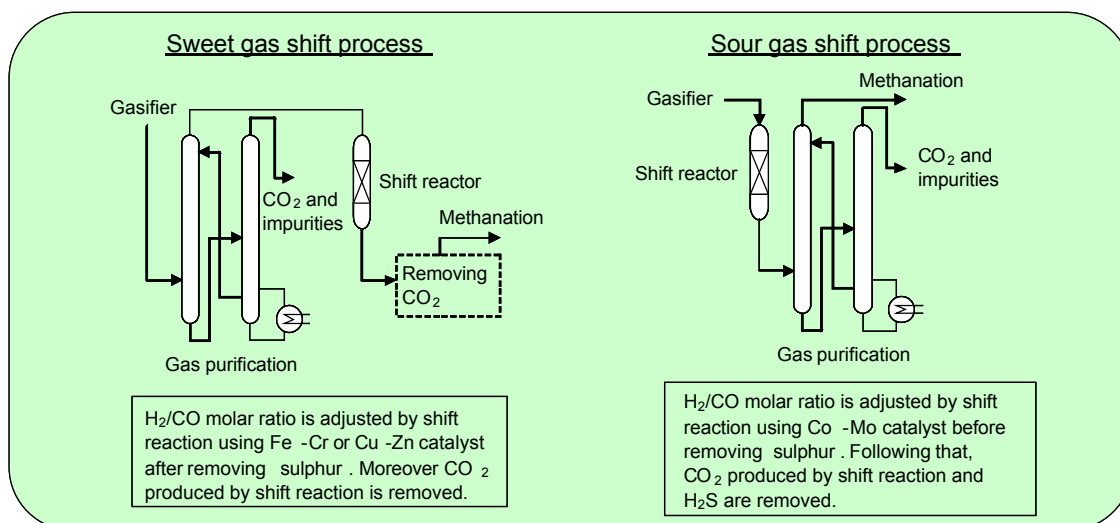 Sweet gas shift process
Gasifier
CO2 and
impurities
Shift reactor
Methanation
Removing
CO2
Gas purification
H2/CO molar ratio is adjusted by shift
reaction using Fe -Cr or Cu -Zn catalyst
after removing sulphur . Moreover CO 2
produced by shift reaction is removed.
Sour gas shift process
Methanation
Gasifier
Shift reactor
CO2 and
impurities
Gas purification
H2/CO molar ratio is adjusted by shift
reaction using Co -Mo catalyst before
removing sulphur . Following that,
CO2 produced by shift reaction and
H2S are removed.